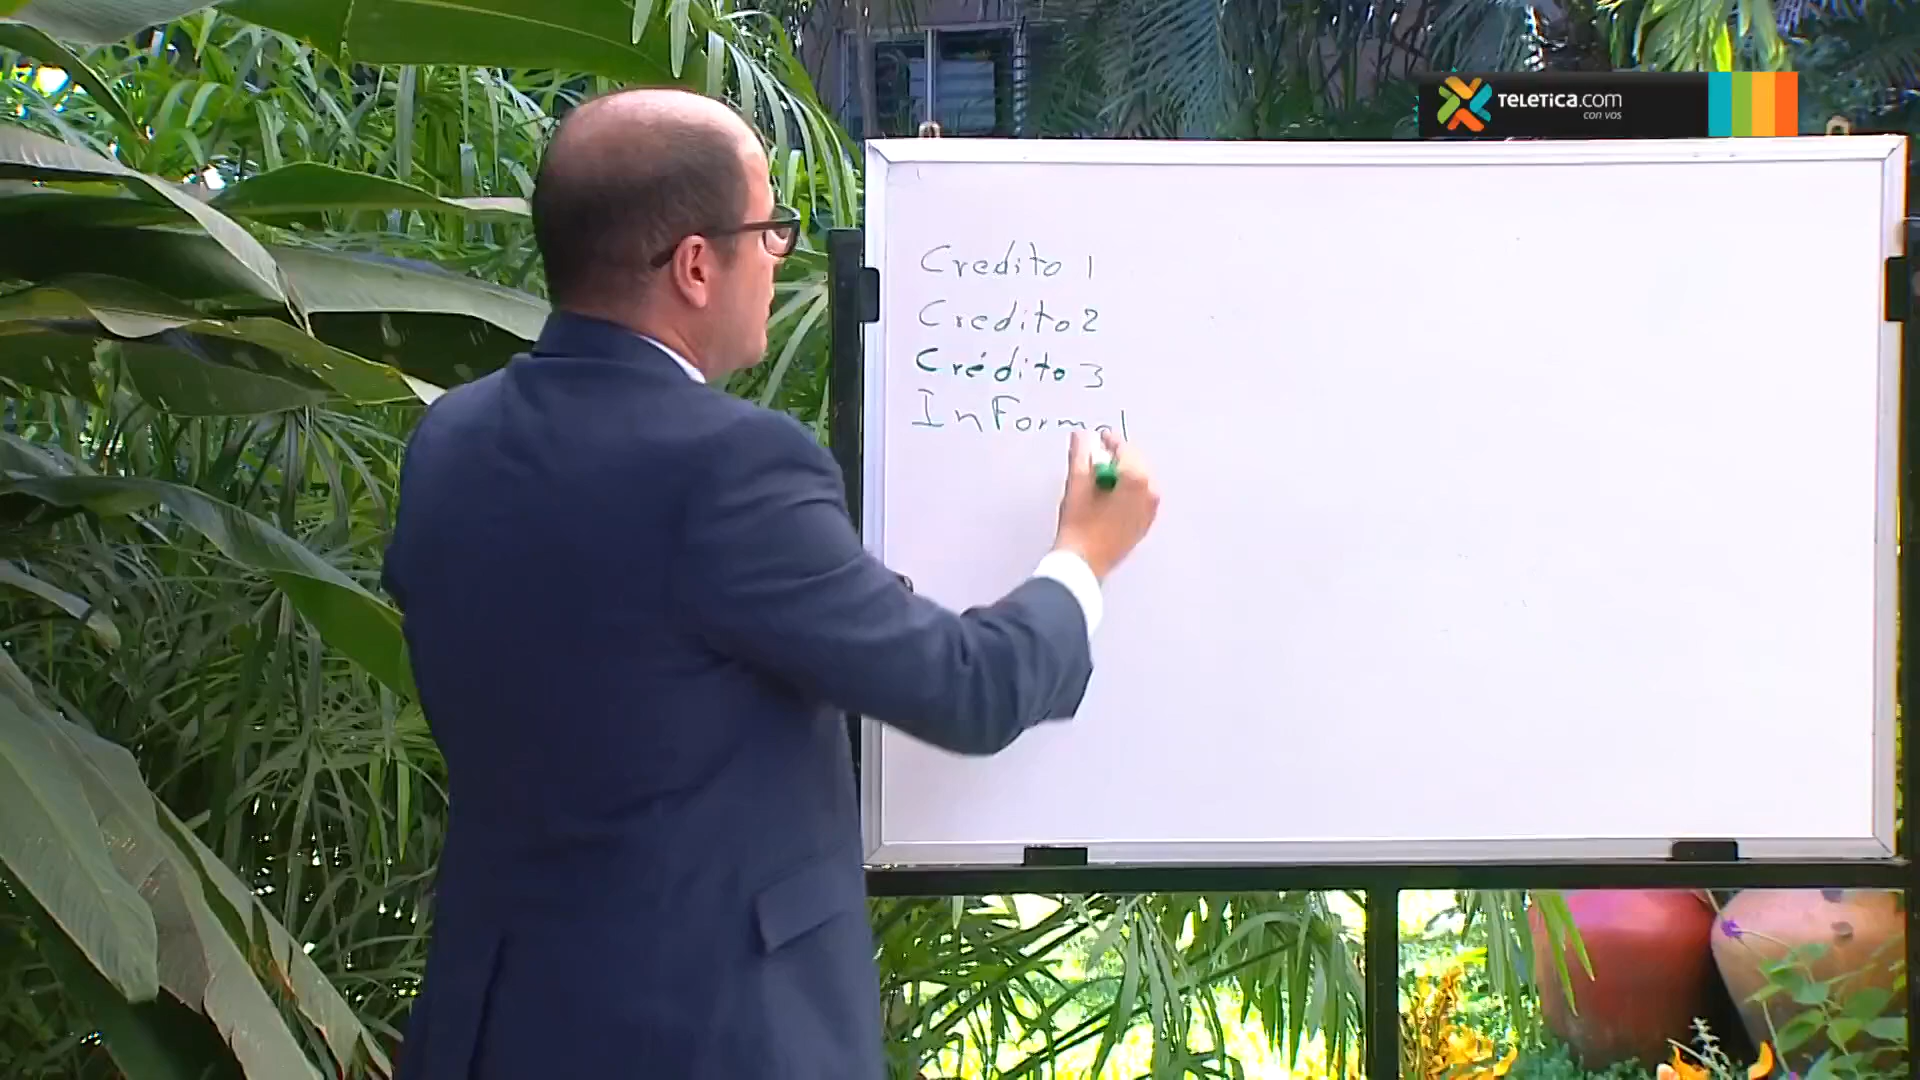 TELETICA.com
con vos
Credito 1
Credito 2
Crédito 3
Informal